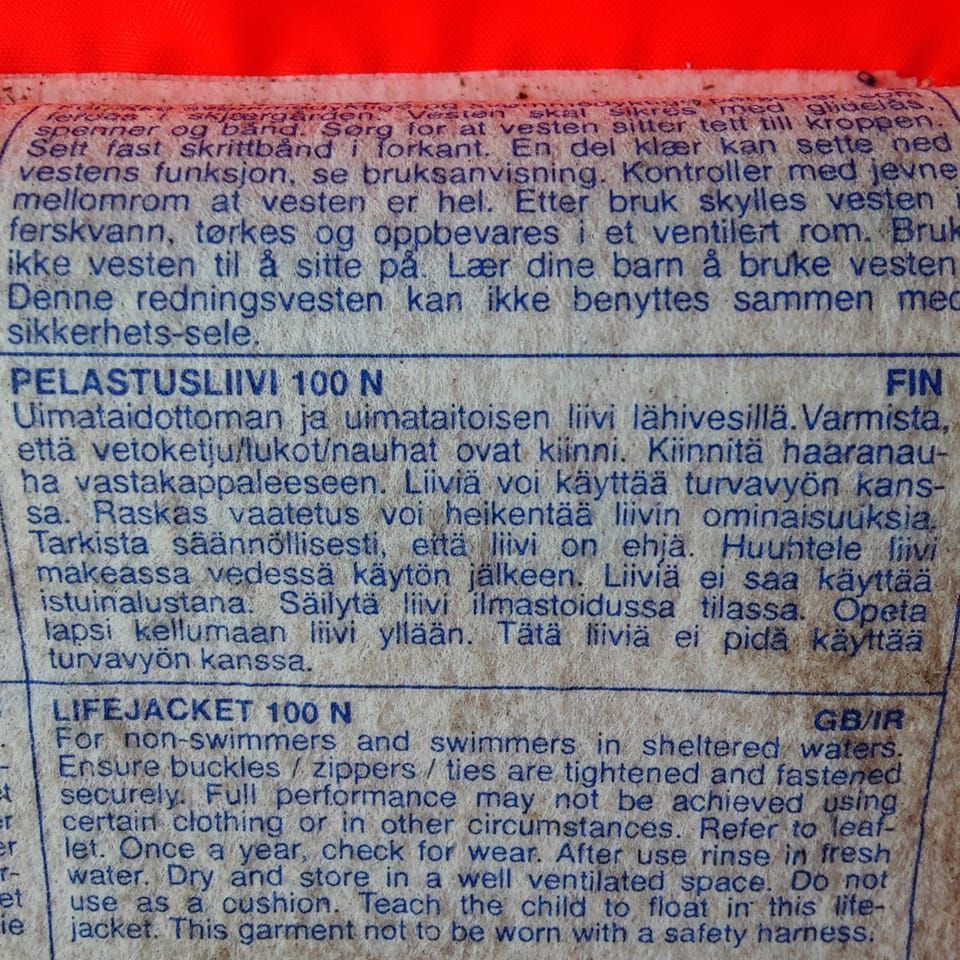 ferdes i skjærgården. Vesten skal sikres med glidelås
spenner og bånd. Sørg for at vesten sitter tett till kroppen.
Sett fast skrittbånd i forkant. En del klær kan sette ned
vestens funksjon, se bruksanvisning. Kontroller med jevne
mellomrom at vesten er hel. Etter bruk skylles vesten i
ferskvann, tørkes og oppbevares i et ventilert rom. Bruk
ikke vesten til å sitte på. Lær dine barn å bruke vesten
Denne redningsvesten kan ikke benyttes sammen med
sikkerhets-sele.
PELASTUSLIIVI 100 N FIN
Uimataidottoman ja uimataitoisen liivi lähivesillä.Varmista,
että vetoketju/lukot/nauhat ovat kiinni. Kiinnitä haaranau-
ha vastakappaleeseen. Liiviä voi käyttää turvavyön kans-
sa. Raskas vaatetus voi heikentää liivin ominaisuuksia.
Tarkista säännöllisesti, että liivi on ehjä. Huuhtele liivi
makeassa vedessä käytön jälkeen. Liiviä ei saa käyttää
istuinalustana. Säilytä liivi ilmastoidussa tilassa. Opeta
lapsi kellumaan liivi yllään. Tätä liiviä ei pidä käyttää
turvavyön kanssa.
LIFEJACKET 100 N GB/IR
For non-swimmers and swimmers in sheltered waters.
Ensure buckles / zippers / ties are tightened and fastened
securely. Full performance may not be achieved using
certain clothing or in other circumstances. Refer to leaf-
let. Once a year, check for wear. After use rinse in fresh
water. Dry and store in a well ventilated space. Do not
use as a cushion. Teach the child to float in this life-
jacket. This garment not to be worn with a safety harness.